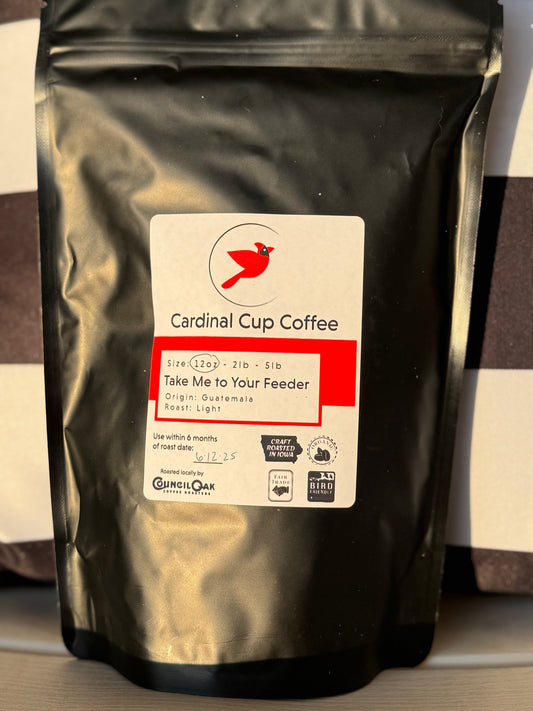 Cardinal Cup Coffee
Size: 12oz - 2lb - 5lb
Take Me to Your Feeder
Origin: Guatemala
Roast: Light
Use within 6 months
of roast date:
6-12-25
CRAFT
ROASTED
IN IOWA
ORGANIC
Roasted locally by
COUNCIL OAK
COFFEE ROASTERS
FAIR
TRADE
BIRD
FRIENDLY